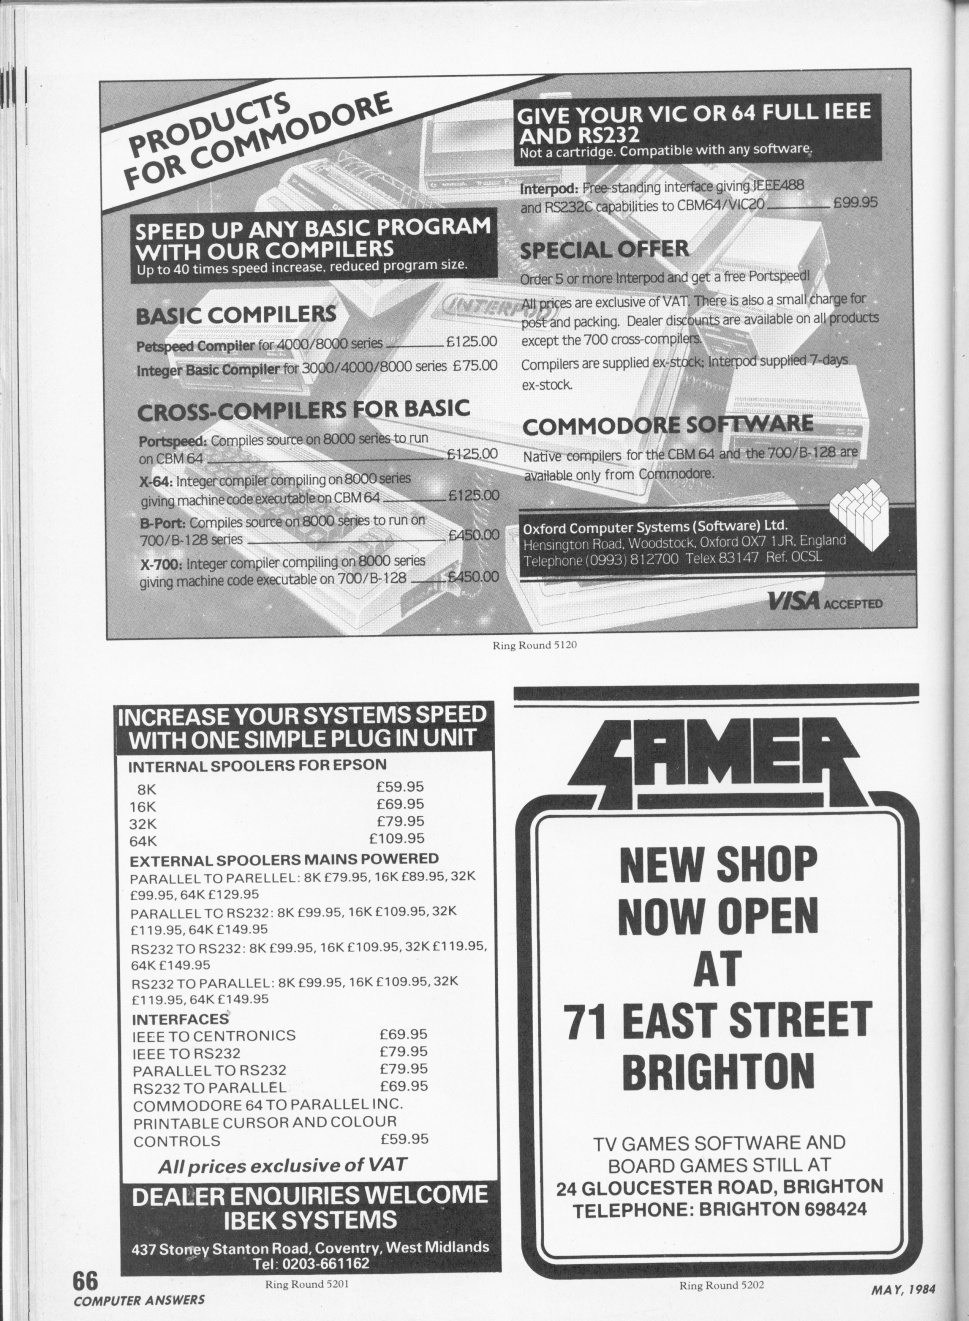 PRODUCTS
FOR COMMODORE
SPEED UP ANY BASIC PROGRAM
WITH OUR COMPILERS
Up to 40 times speed increase, reduced program size.
BASIC COMPILERS
Petspeed Compiler for 4000/8000 series £125.00
Integer Basic Compiler for 3000/4000/8000 series £75.00
CROSS-COMPILERS FOR BASIC
Portspeed: Compiles source on 8000 series to run
on CBM 64 £125.00
X-64: Integer compiler compiling on 8000 series
giving machine code executable on CBM 64 £125.00
B-Port: Compiles source on 8000 series to run on
700/B-128 series £450.00
X-700: Integer compiler compiling on 8000 series
giving machine code executable on 700/B-128 £450.00
GIVE YOUR VIC OR 64 FULL IEEE
AND RS232
Not a cartridge. Compatible with any software.
Interpod: Free-standing interface giving IEEE488
and RS232C capabilities to CBM64/VIC20 £99.95
SPECIAL OFFER
Order 5 or more Interpod and get a free Portspeed!
All prices are exclusive of VAT. There is also a small charge for
post and packing. Dealer discounts are available on all products
except the 700 cross-compilers.
Compilers are supplied ex-stock; Interpod supplied 7-days
ex-stock.
COMMODORE SOFTWARE
Native compilers for the CBM 64 and the 700/B-128 are
available only from Commodore.
Oxford Computer Systems (Software) Ltd.
Hensington Road, Woodstock, Oxford OX7 1JR, England
Telephone (0993) 812700 Telex 83147 Ref. OCSL
VISA ACCEPTED
INTERPOD
Ring Round 5120
INCREASE YOUR SYSTEMS SPEED
WITH ONE SIMPLE PLUG IN UNIT
INTERNAL SPOOLERS FOR EPSON
8K £59.95
16K £69.95
32K £79.95
64K £109.95
EXTERNAL SPOOLERS MAINS POWERED
PARALLEL TO PARELLEL: 8K £79.95, 16K £89.95, 32K
£99.95, 64K £129.95
PARALLEL TO RS232: 8K £99.95, 16K £109.95, 32K
£119.95, 64K £149.95
RS232 TO RS232: 8K £99.95, 16K £109.95, 32K £119.95,
64K £149.95
RS232 TO PARALLEL: 8K £99.95, 16K £109.95, 32K
£119.95, 64K £149.95
INTERFACES
IEEE TO CENTRONICS £69.95
IEEE TO RS232 £79.95
PARALLEL TO RS232 £79.95
RS232 TO PARALLEL £69.95
COMMODORE 64 TO PARALLEL INC.
PRINTABLE CURSOR AND COLOUR
CONTROLS £59.95
All prices exclusive of VAT
DEALER ENQUIRIES WELCOME
IBEK SYSTEMS
437 Stoney Stanton Road, Coventry, West Midlands
Tel: 0203-661162
Ring Round 5201
GAMER
NEW SHOP
NOW OPEN
AT
71 EAST STREET
BRIGHTON
TV GAMES SOFTWARE AND
BOARD GAMES STILL AT
24 GLOUCESTER ROAD, BRIGHTON
TELEPHONE: BRIGHTON 698424
Ring Round 5202
66
COMPUTER ANSWERS
MAY, 1984